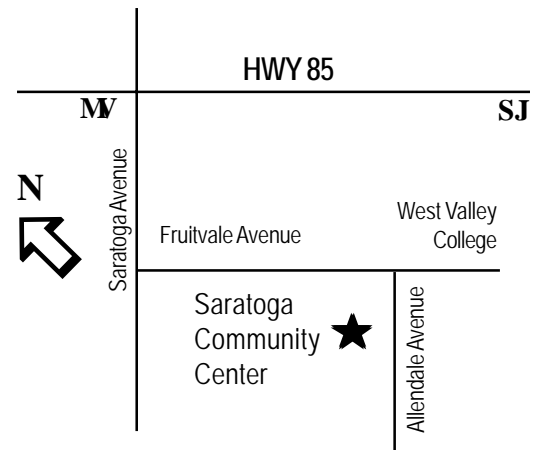 HWY 85
MV
SJ
N
Saratoga Avenue
Fruitvale Avenue
West Valley
College
Saratoga
Community
Center
Allendale Avenue